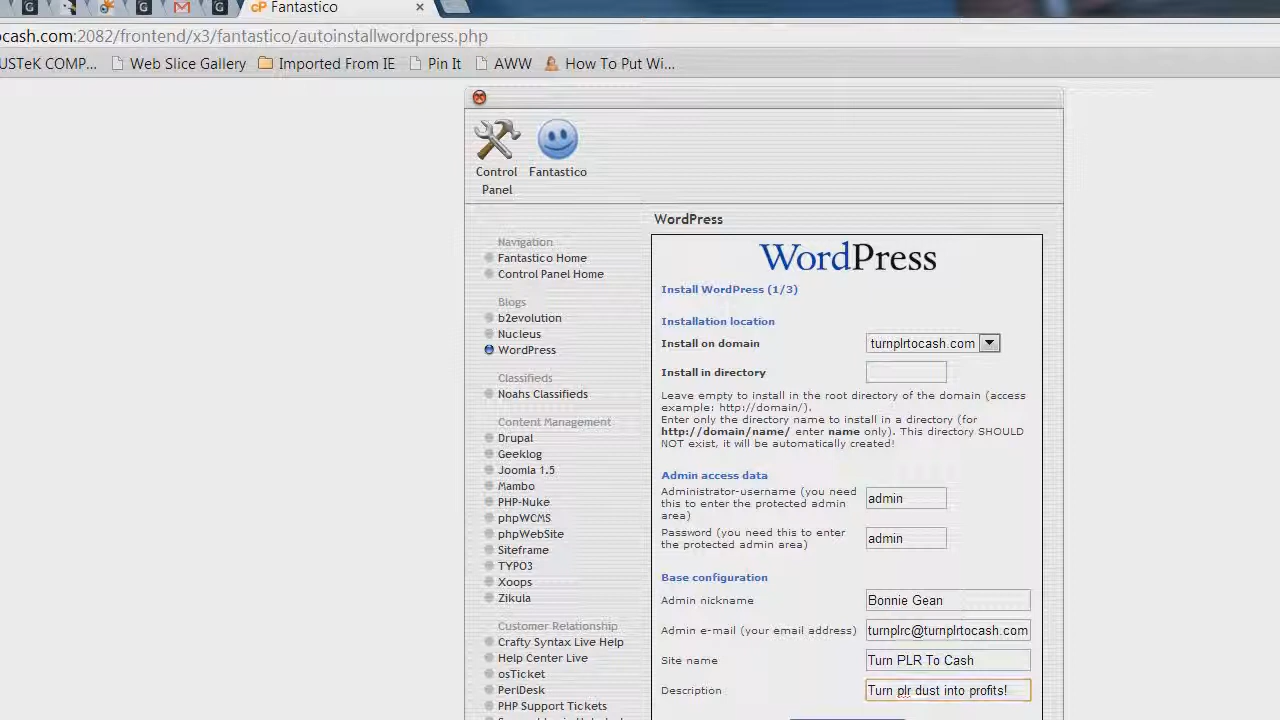 Fantastico
ocash.com:2082/frontend/x3/fantastico/autoinstallwordpress.php
USTeK COMP...
Web Slice Gallery
Imported From IE
Pin It
AWW
How To Put Wi...
Control Panel
Fantastico
WordPress
Navigation
Fantastico Home
Control Panel Home
Blogs
b2evolution
Nucleus
WordPress
Classifieds
Noahs Classifieds
Content Management
Drupal
Geeklog
Joomla 1.5
Mambo
PHP-Nuke
phpWCMS
phpWebSite
Siteframe
TYPO3
Xoops
Zikula
Customer Relationship
Crafty Syntax Live Help
Help Center Live
osTicket
PerlDesk
PHP Support Tickets
WordPress
Install WordPress (1/3)
Installation location
Install on domain turnplrtocash.com
Install in directory
Leave empty to install in the root directory of the domain (access
example: http://domain/).
Enter only the directory name to install in a directory (for
http://domain/name/ enter name only). This directory SHOULD
NOT exist, it will be automatically created!
Admin access data
Administrator-username (you need
this to enter the protected admin
area)
admin
Password (you need this to enter
the protected admin area)
admin
Base configuration
Admin nickname Bonnie Gean
Admin e-mail (your email address) turnplrc@turnplrtocash.com
Site name Turn PLR To Cash
Description Turn plr dust into profits!